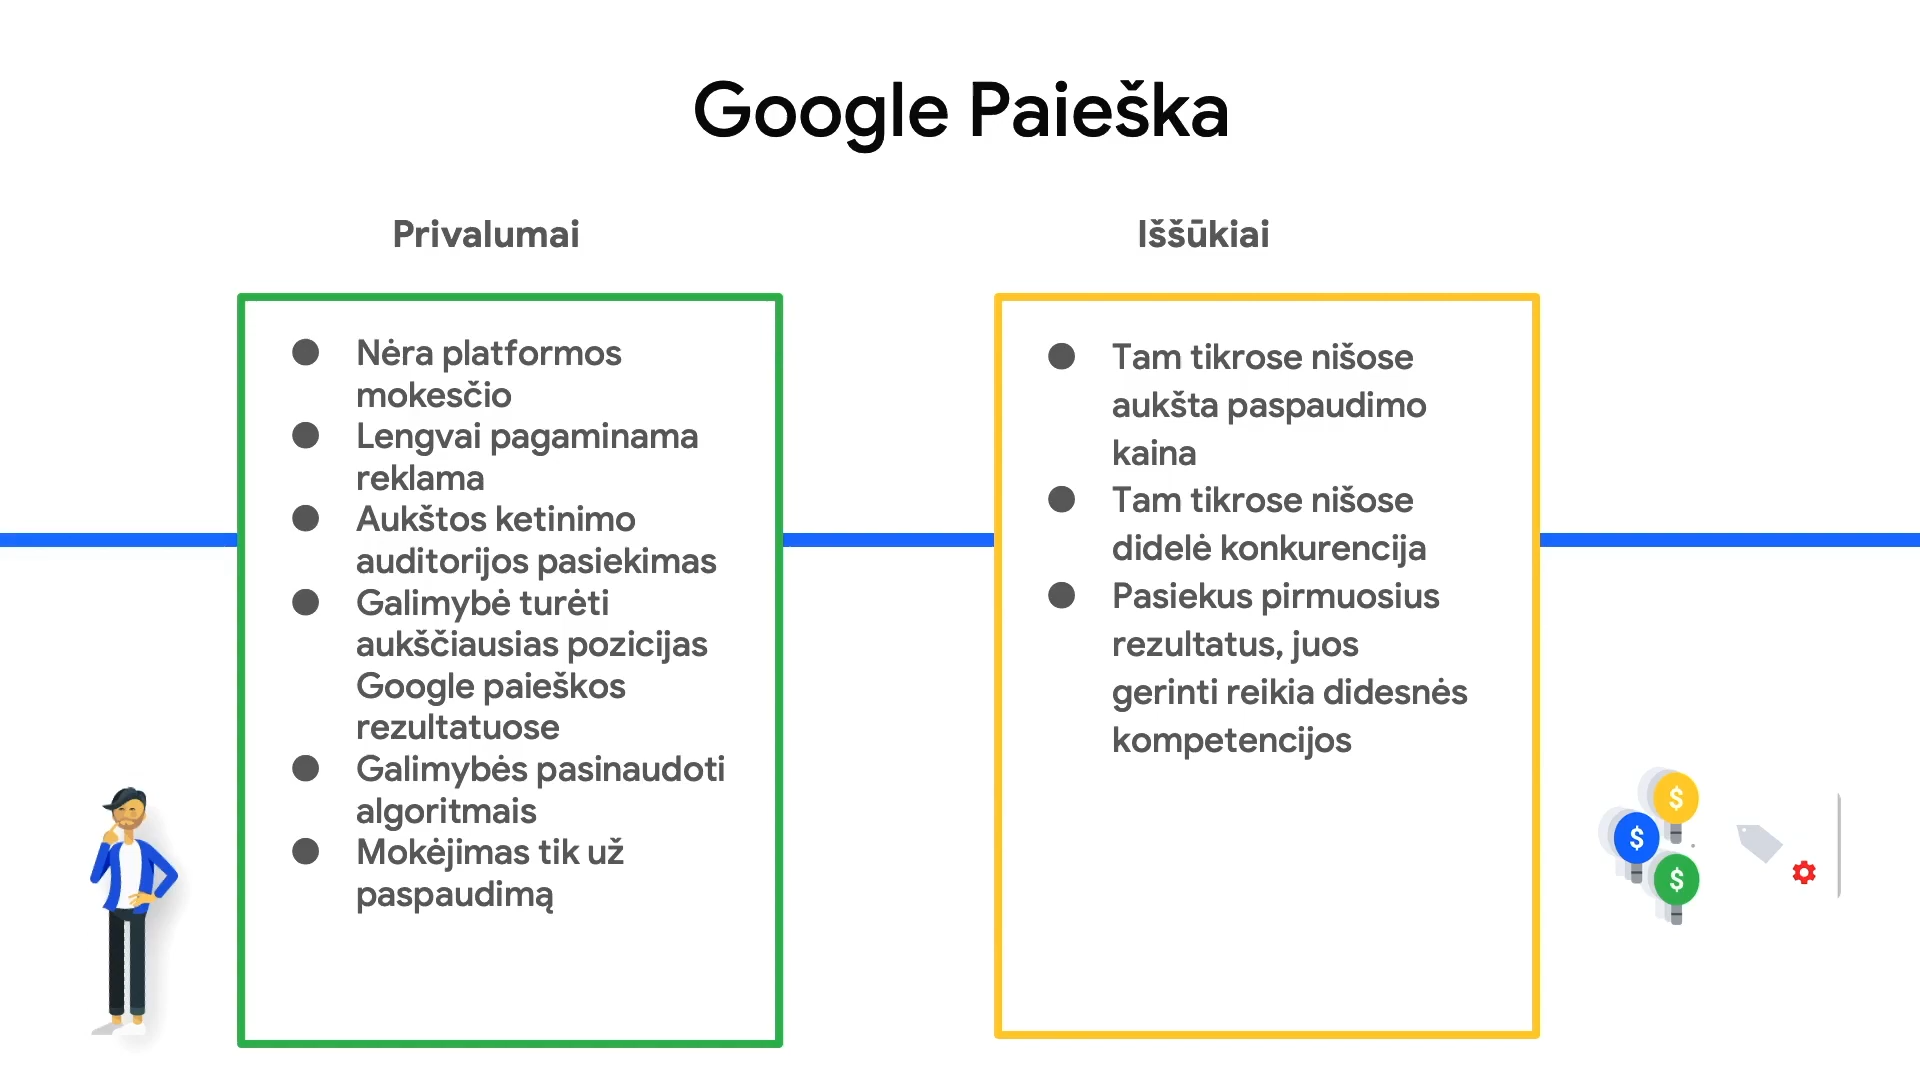 Google Paieška
Privalumai
Nėra platformos
mokesčio
Lengvai pagaminama
reklama
Aukštos ketinimo
auditorijos pasiekimas
Galimybė turėti
aukščiausias pozicijas
Google paieškos
rezultatuose
Galimybės pasinaudoti
algoritmais
Mokėjimas tik už
paspaudimą
Iššūkiai
Tam tikrose nišose
aukšta paspaudimo
kaina
Tam tikrose nišose
didelė konkurencija
Pasiekus pirmuosius
rezultatus, juos
gerinti reikia didesnės
kompetencijos
$
$
$